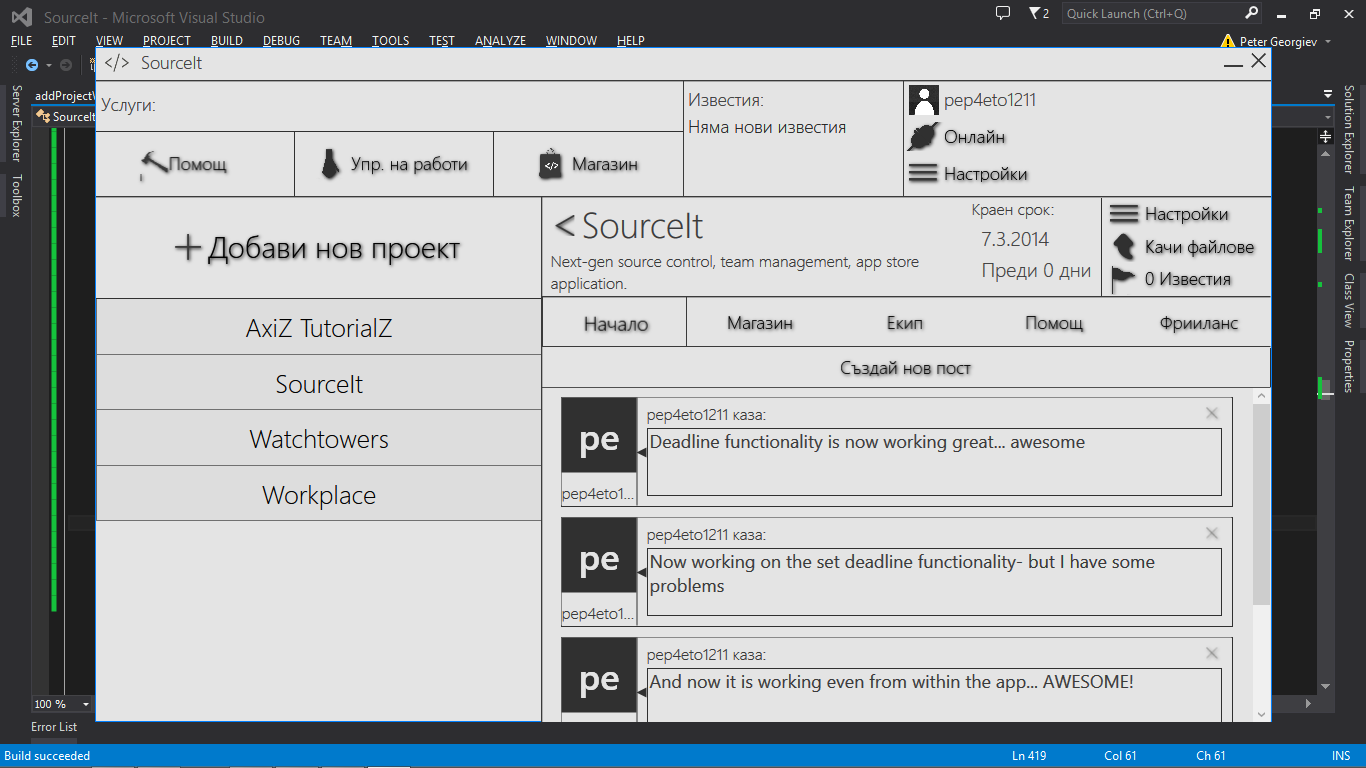 SourceIt - Microsoft Visual Studio
2
Quick Launch (Ctrl+Q)
FILE EDIT VIEW PROJECT BUILD DEBUG TEAM TOOLS TEST ANALYZE WINDOW HELP
Peter Georgiev
</> SourceIt
Server Explorer
Toolbox
Solution Explorer
Team Explorer
Class View
Properties
addProject
SourceIt
Услуги:
Помощ
Упр. на работи
Магазин
Известия:
Няма нови известия
pep4eto1211
Онлайн
Настройки
+ Добави нов проект
AxiZ TutorialZ
SourceIt
Watchtowers
Workplace
< SourceIt
Next-gen source control, team management, app store
application.
Краен срок:
7.3.2014
Преди 0 дни
Настройки
Качи файлове
0 Известия
Начало Магазин Екип Помощ Фрииланс
Създай нов пост
pe
pep4eto1...
pep4eto1211 каза:
Deadline functionality is now working great... awesome
pe
pep4eto1...
pep4eto1211 каза:
Now working on the set deadline functionality- but I have some
problems
pe
pep4eto1211 каза:
And now it is working even from within the app... AWESOME!
100 %
Error List
Build succeeded
Ln 419 Col 61 Ch 61 INS